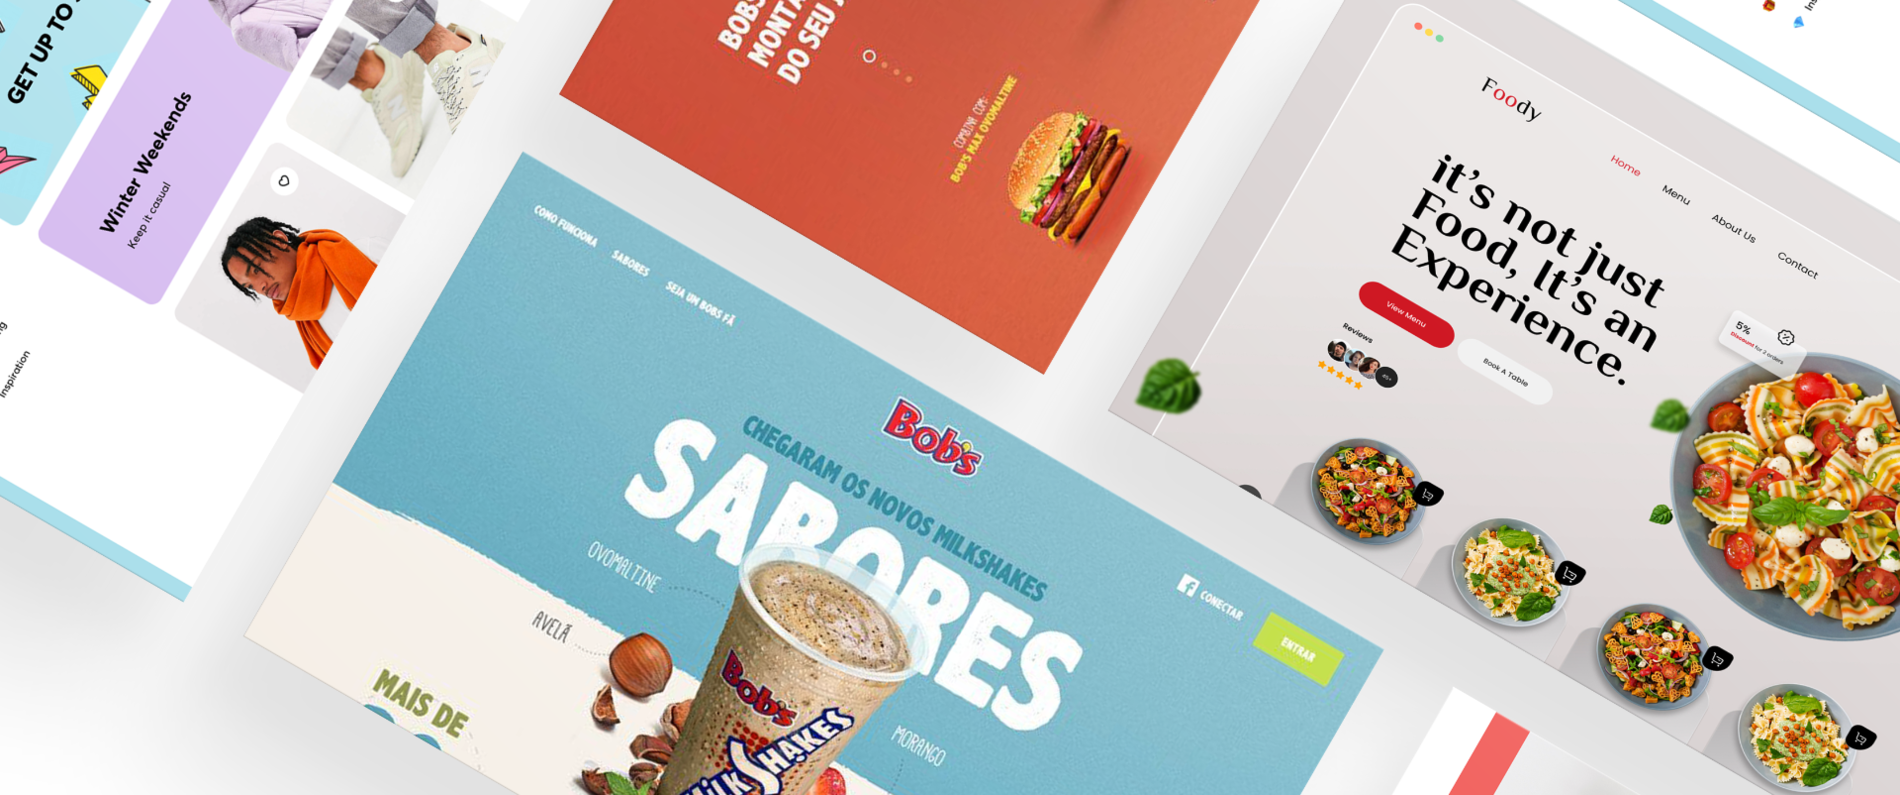 GET UP TO
Winter Weekends
Keep it casual
Inspiration
BOB'S
MONTA
DO SEU
COMBINA COM:
BOB'S MAX OVOMALTINE
COMO FUNCIONA
SABORES
SEJA UM BOBS FÃ
Bob's
CHEGARAM OS NOVOS MILKSHAKES
SABORES
OVOMALTINE
AVELÃ
MAIS DE
Bob's
MILKSHAKES
MORANGO
CONECTAR
ENTRAR
Foody
Home
Menu
About Us
Contact
it's not just
Food, It's an
Experience.
View Menu
Book A Table
Reviews
5%
Discount for 2 orders